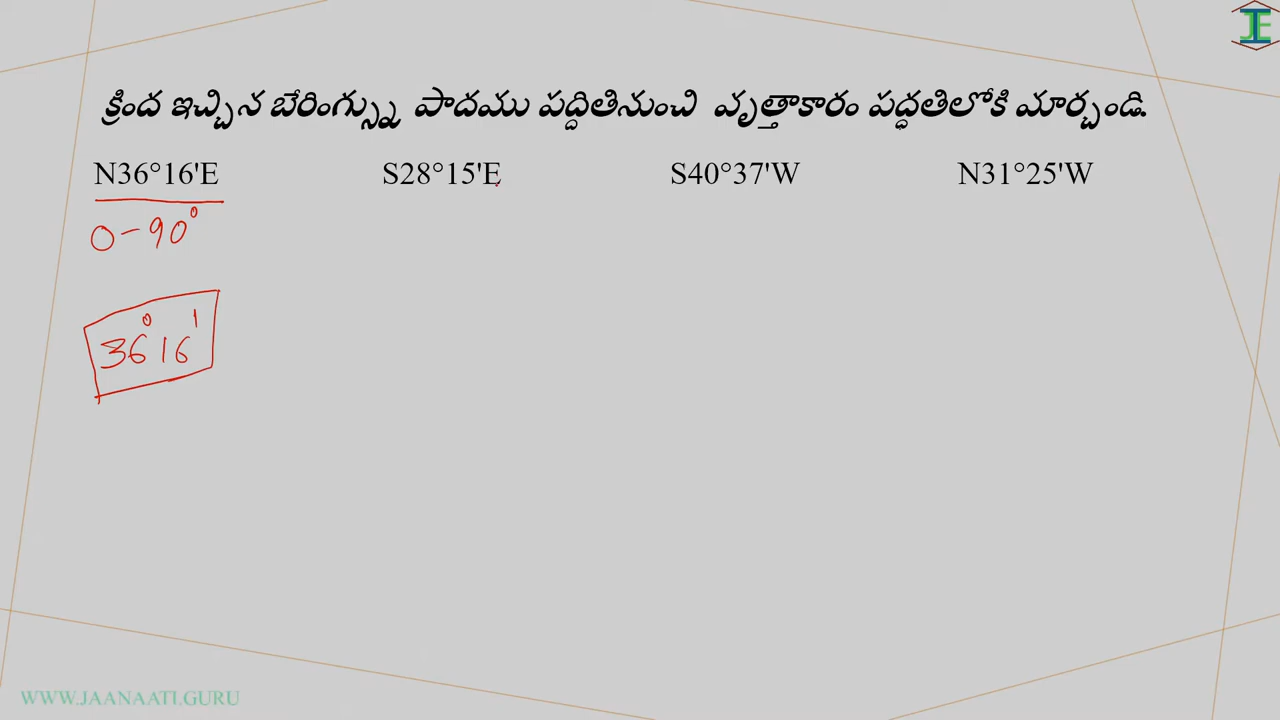 క్రింద ఇచ్చిన బేరింగ్స్ను పాదము పద్దితినుంచి వృత్తాకారం పద్ధతిలోకి మార్చండి.
N36°16'E S28°15'E S40°37'W N31°25'W
0-90°
36°16'
JE
WWW.JAANAATI.GURU